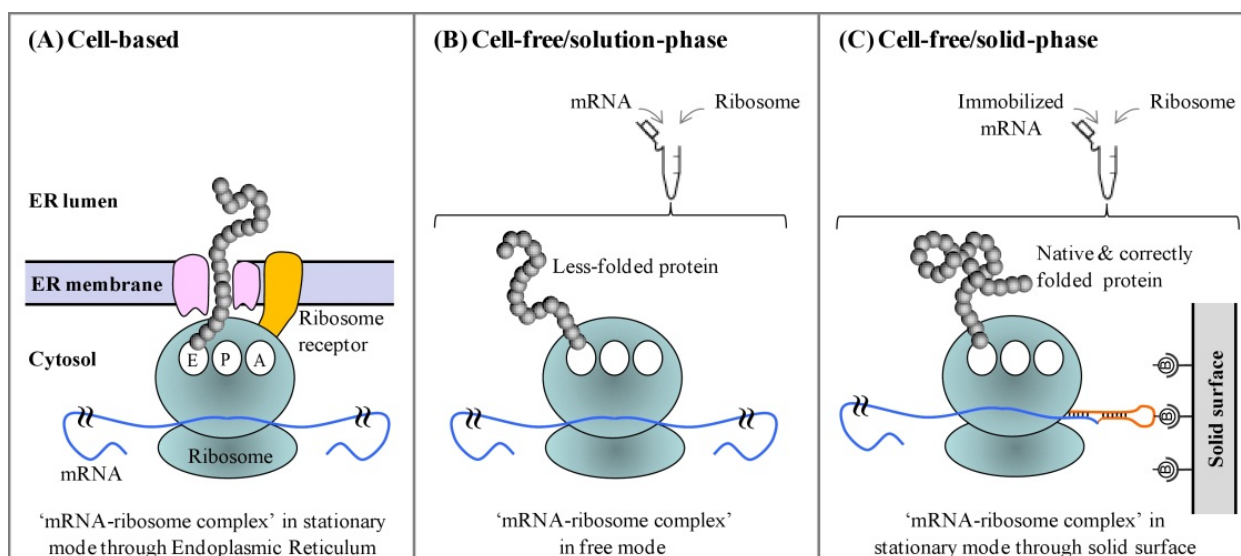 (A) Cell-based
ER lumen
ER membrane
Ribosome
receptor
Cytosol
E P A
mRNA
Ribosome
‘mRNA-ribosome complex’ in stationary
mode through Endoplasmic Reticulum
(B) Cell-free/solution-phase
mRNA
Ribosome
Less-folded protein
‘mRNA-ribosome complex’
in free mode
(C) Cell-free/solid-phase
Immobilized
mRNA
Ribosome
Native & correctly
folded protein
B
B
B
Solid surface
‘mRNA-ribosome complex’ in
stationary mode through solid surface